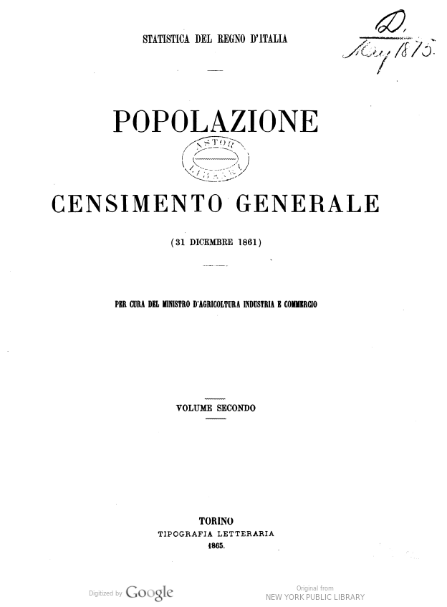 D.
May 1875.
STATISTICA DEL REGNO D'ITALIA
POPOLAZIONE
ASTOR
LIBRARY
CENSIMENTO GENERALE
(31 DICEMBRE 1861)
PER CURA DEL MINISTRO D'AGRICOLTURA INDUSTRIA E COMMERCIO
VOLUME SECONDO
TORINO
TIPOGRAFIA LETTERARIA
1865.
Digitized by Google
Original from
NEW YORK PUBLIC LIBRARY